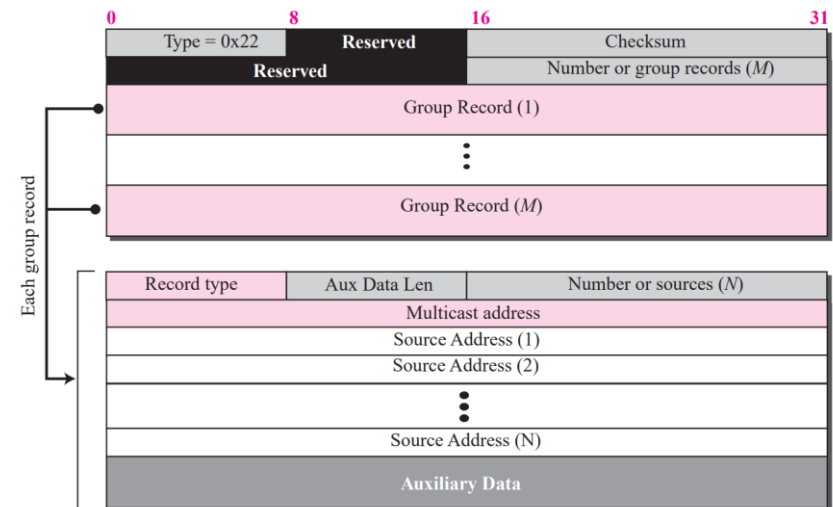 0 8 16 31
Type = 0x22 Reserved Checksum
Reserved Number or group records (M)
Group Record (1)
Group Record (M)
Each group record
Record type Aux Data Len Number or sources (N)
Multicast address
Source Address (1)
Source Address (2)
Source Address (N)
Auxiliary Data